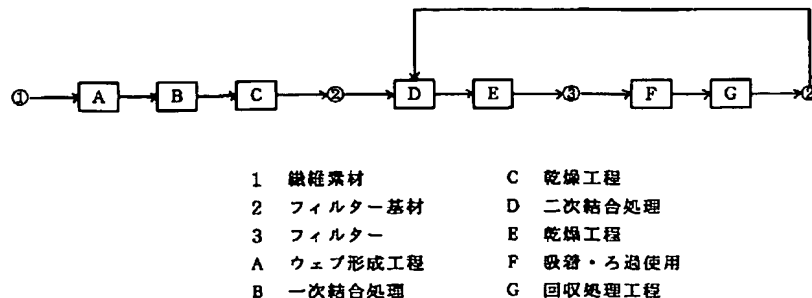 ① A B C ② D E ③ F G ②
1 繊維素材
2 フィルター基材
3 フィルター
A ウェブ形成工程
B 一次結合処理
C 乾燥工程
D 二次結合処理
E 乾燥工程
F 吸着・ろ過使用
G 回収処理工程